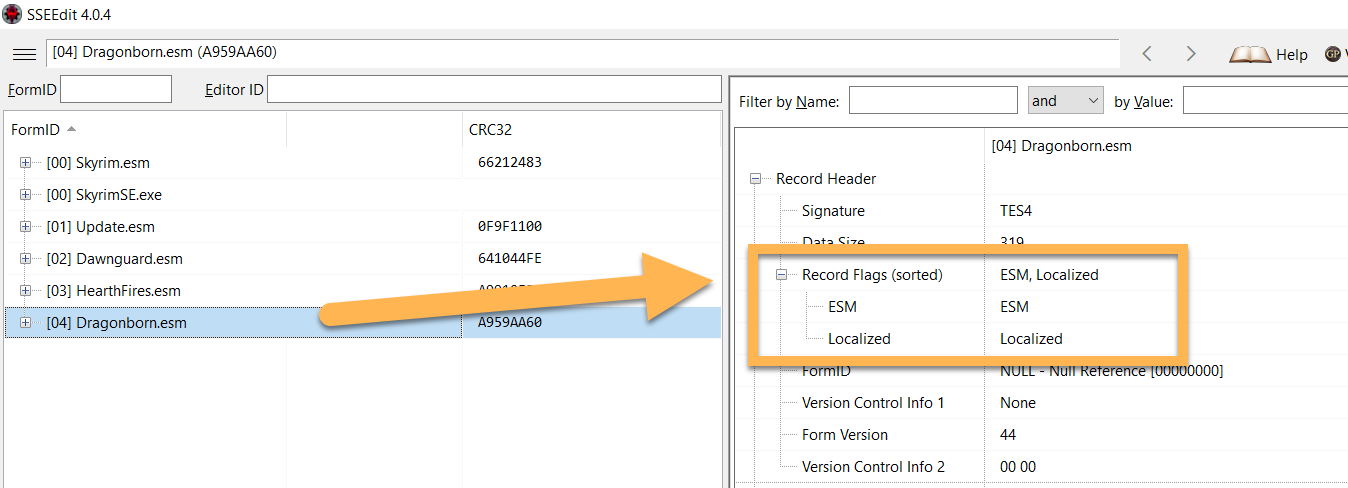 SSEEdit 4.0.4
[04] Dragonborn.esm (A959AA60)
Help
GP
FormID
Editor ID
Filter by Name:
and
by Value:
FormID
CRC32
[00] Skyrim.esm 66212483
[00] SkyrimSE.exe
[01] Update.esm 0F9F1100
[02] Dawnguard.esm 641044FE
[03] HearthFires.esm
[04] Dragonborn.esm A959AA60
[04] Dragonborn.esm
Record Header
Signature TES4
Data Size 319
Record Flags (sorted) ESM, Localized
ESM ESM
Localized Localized
FormID NULL - Null Reference [00000000]
Version Control Info 1 None
Form Version 44
Version Control Info 2 00 00